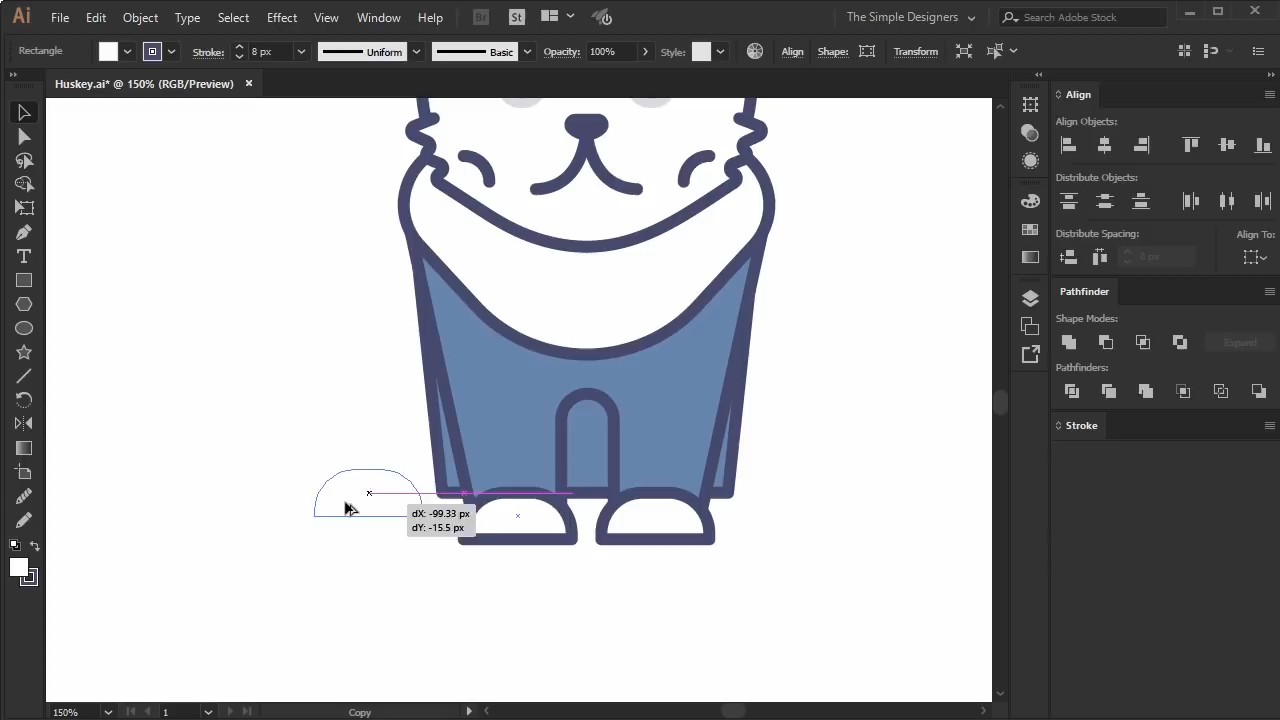 Ai File Edit Object Type Select Effect View Window Help Br St The Simple Designers Search Adobe Stock
Rectangle Stroke: 8 px Uniform Basic Opacity: 100% Style: Align Shape: Transform
Huskey.ai* @ 150% (RGB/Preview)
Align
Align Objects:
Distribute Objects:
Distribute Spacing: Align To:
0 px
Pathfinder
Shape Modes:
Expand
Pathfinders:
Stroke
dX: -99.33 px
dY: -15.5 px
150% 1 Copy